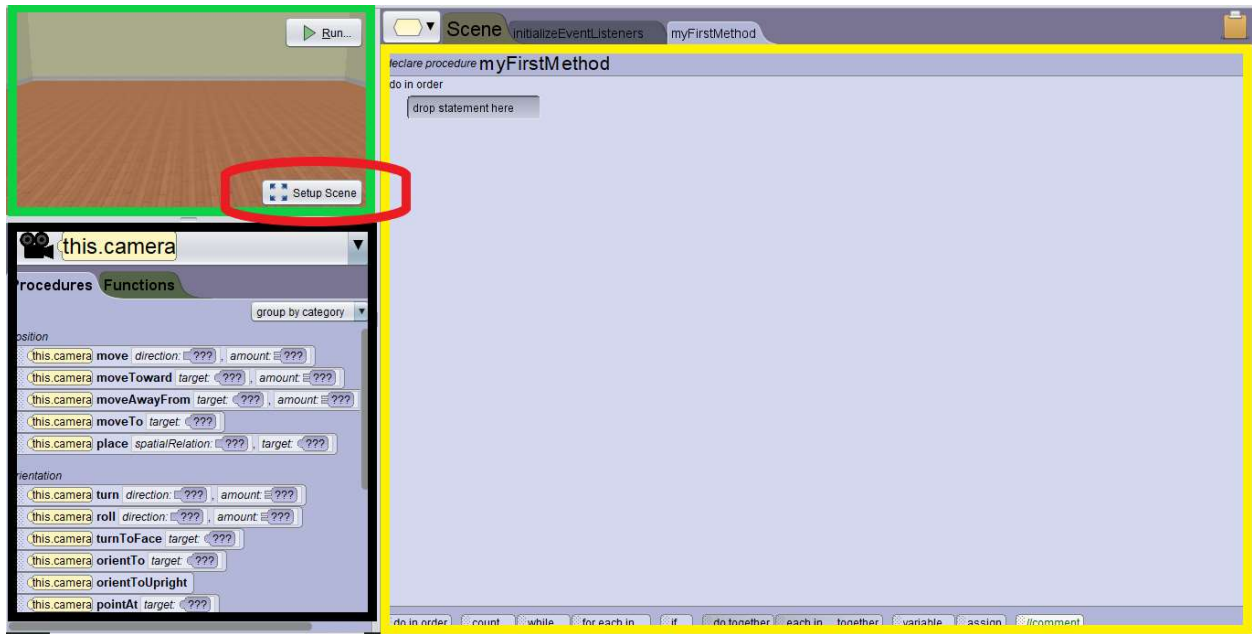 Run...
Setup Scene
this.camera
Procedures Functions
group by category
position
this.camera move direction: ??? , amount: ???
this.camera moveToward target: ??? , amount: ???
this.camera moveAwayFrom target: ??? , amount: ???
this.camera moveTo target: ???
this.camera place spatialRelation: ??? , target: ???
orientation
this.camera turn direction: ??? , amount: ???
this.camera roll direction: ??? , amount: ???
this.camera turnToFace target: ???
this.camera orientTo target: ???
this.camera orientToUpright
this.camera pointAt target: ???
Scene initializeEventListeners myFirstMethod
declare procedure myFirstMethod
do in order
drop statement here
do in order count while for each in if do together each in together variable assign //comment